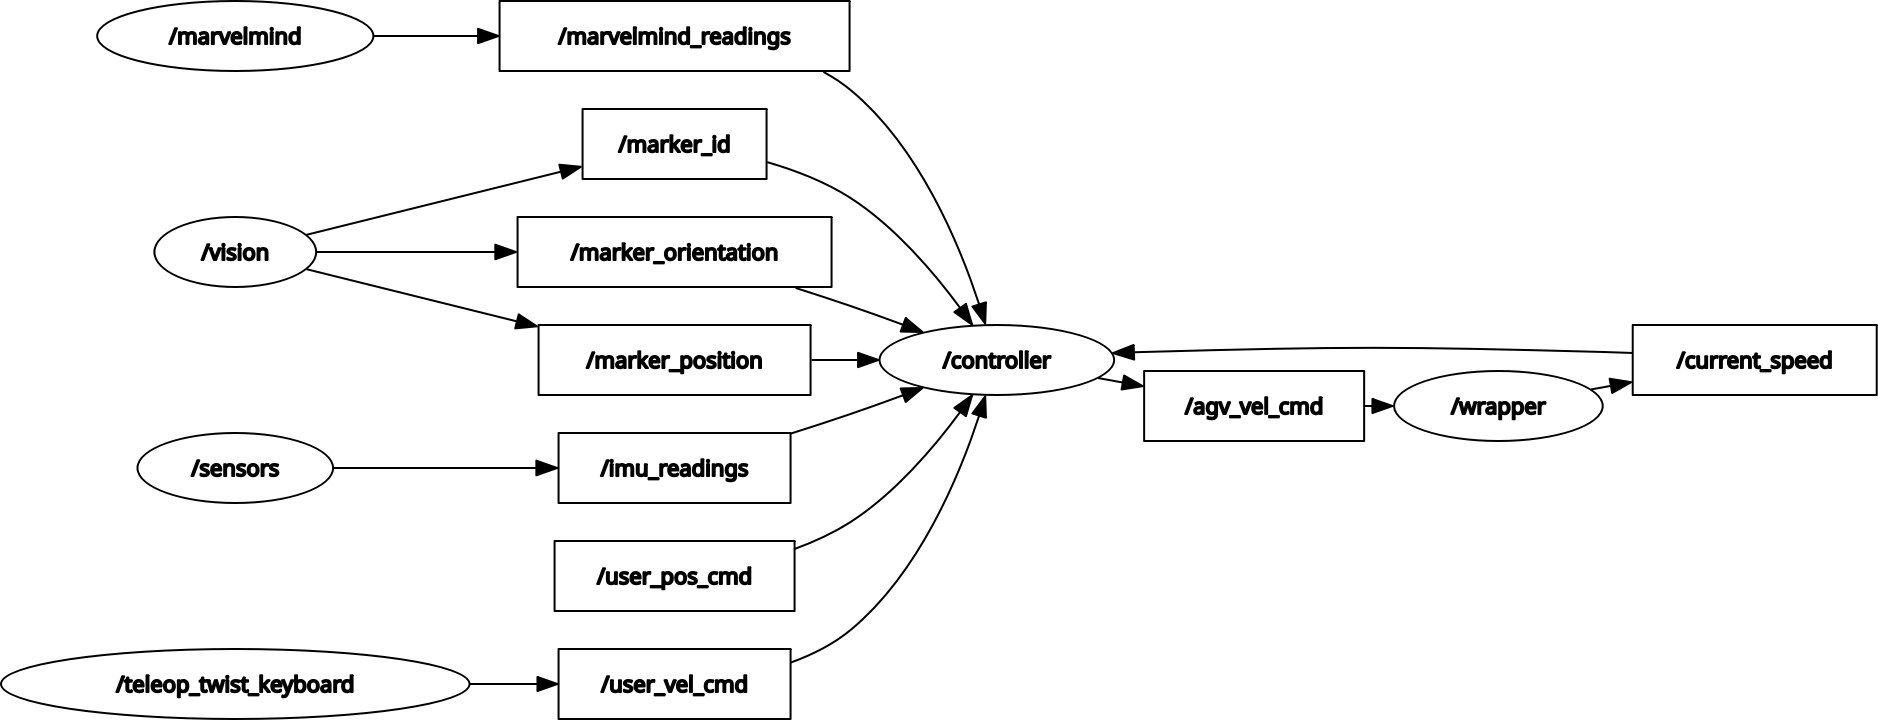 /marvelmind
/marvelmind_readings
/marker_id
/vision
/marker_orientation
/marker_position
/controller
/current_speed
/agv_vel_cmd
/wrapper
/sensors
/imu_readings
/user_pos_cmd
/teleop_twist_keyboard
/user_vel_cmd